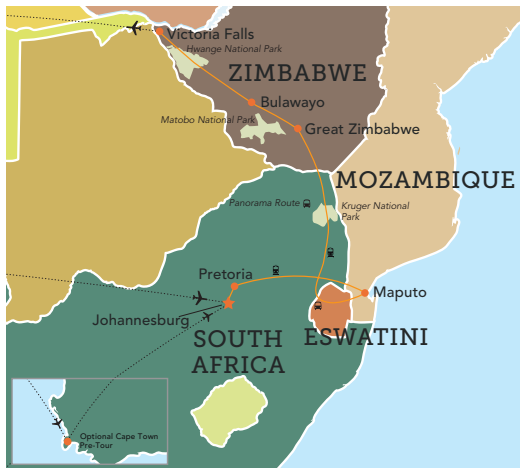 Victoria Falls
Hwange National Park
ZIMBABWE
Bulawayo
Matobo National Park
Great Zimbabwe
MOZAMBIQUE
Panorama Route
Kruger National
Park
Pretoria
Maputo
Johannesburg
SOUTH
AFRICA
ESWATINI
Optional Cape Town
Pre-Tour